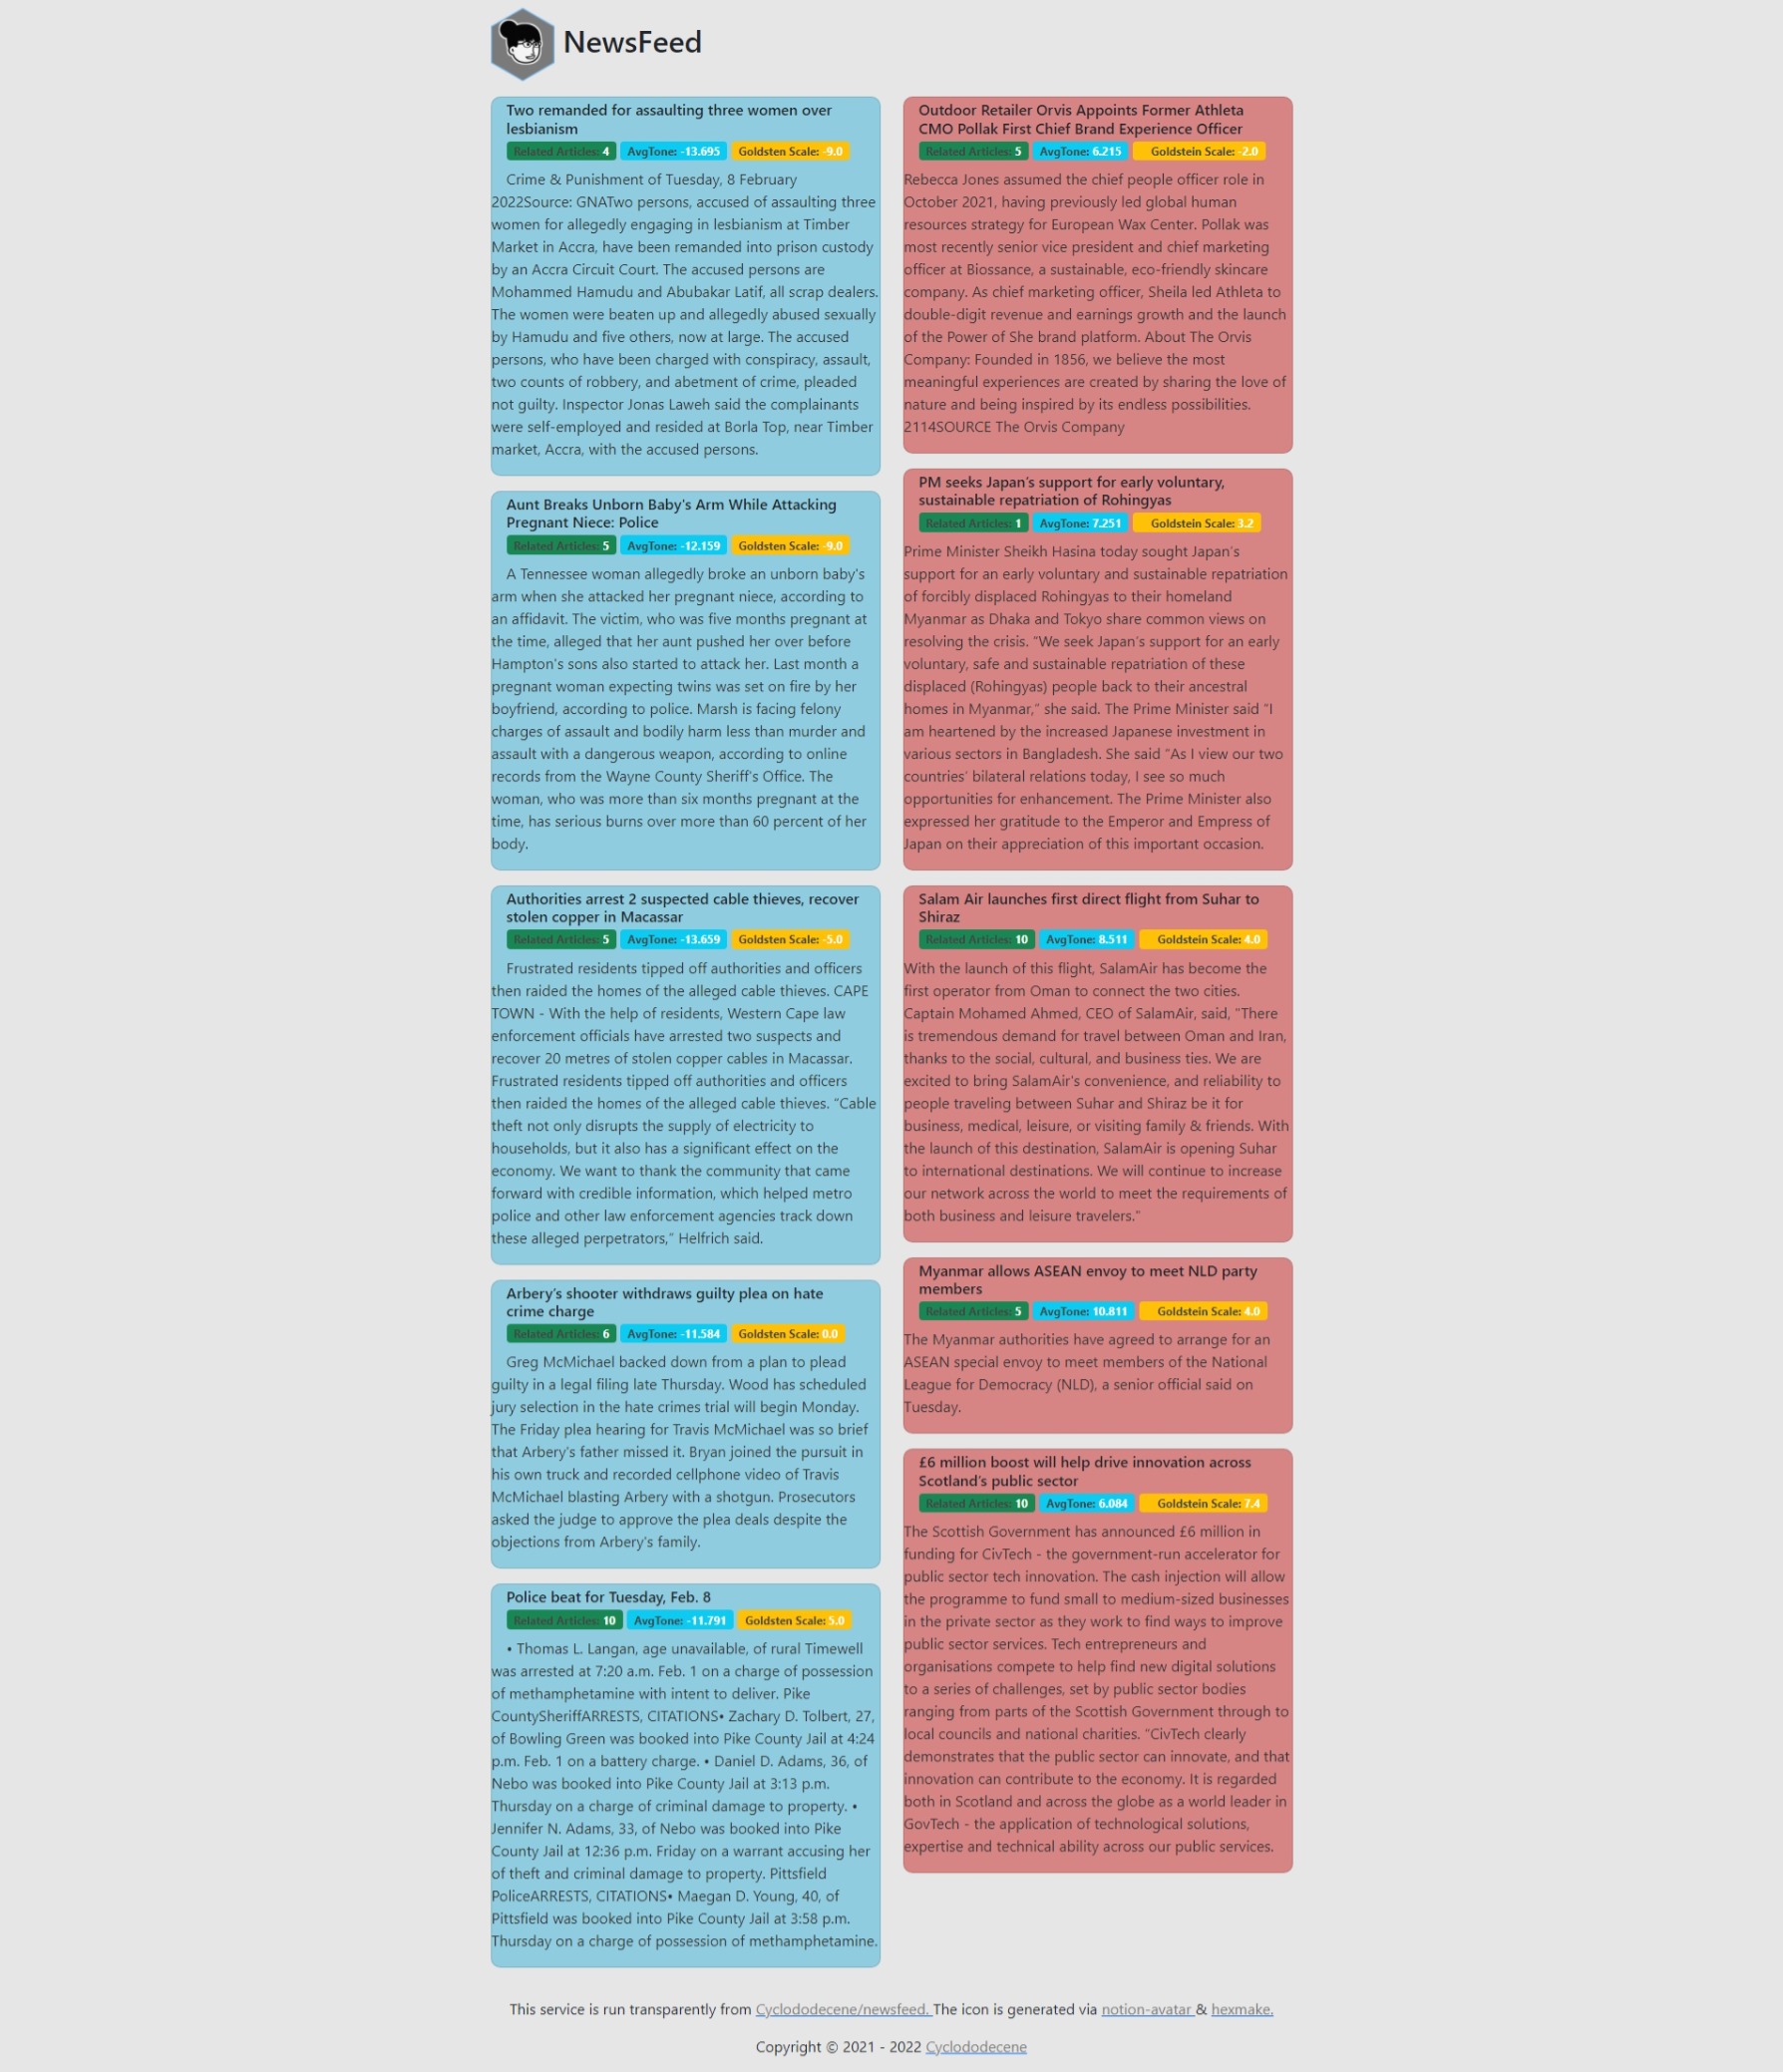 NewsFeed
Two remanded for assaulting three women over
lesbianism
Related Articles: 4 AvgTone: -13.695 Goldsten Scale: -9.0
Crime & Punishment of Tuesday, 8 February
2022Source: GNATwo persons, accused of assaulting three
women for allegedly engaging in lesbianism at Timber
Market in Accra, have been remanded into prison custody
by an Accra Circuit Court. The accused persons are
Mohammed Hamudu and Abubakar Latif, all scrap dealers.
The women were beaten up and allegedly abused sexually
by Hamudu and five others, now at large. The accused
persons, who have been charged with conspiracy, assault,
two counts of robbery, and abetment of crime, pleaded
not guilty. Inspector Jonas Laweh said the complainants
were self-employed and resided at Borla Top, near Timber
market, Accra, with the accused persons.
Aunt Breaks Unborn Baby's Arm While Attacking
Pregnant Niece: Police
Related Articles: 5 AvgTone: -12.159 Goldsten Scale: -9.0
A Tennessee woman allegedly broke an unborn baby's
arm when she attacked her pregnant niece, according to
an affidavit. The victim, who was five months pregnant at
the time, alleged that her aunt pushed her over before
Hampton's sons also started to attack her. Last month a
pregnant woman expecting twins was set on fire by her
boyfriend, according to police. Marsh is facing felony
charges of assault and bodily harm less than murder and
assault with a dangerous weapon, according to online
records from the Wayne County Sheriff's Office. The
woman, who was more than six months pregnant at the
time, has serious burns over more than 60 percent of her
body.
Authorities arrest 2 suspected cable thieves, recover
stolen copper in Macassar
Related Articles: 5 AvgTone: -13.659 Goldsten Scale: -5.0
Frustrated residents tipped off authorities and officers
then raided the homes of the alleged cable thieves. CAPE
TOWN - With the help of residents, Western Cape law
enforcement officials have arrested two suspects and
recover 20 metres of stolen copper cables in Macassar.
Frustrated residents tipped off authorities and officers
then raided the homes of the alleged cable thieves. “Cable
theft not only disrupts the supply of electricity to
households, but it also has a significant effect on the
economy. We want to thank the community that came
forward with credible information, which helped metro
police and other law enforcement agencies track down
these alleged perpetrators,” Helfrich said.
Arbery’s shooter withdraws guilty plea on hate
crime charge
Related Articles: 6 AvgTone: -11.584 Goldsten Scale: 0.0
Greg McMichael backed down from a plan to plead
guilty in a legal filing late Thursday. Wood has scheduled
jury selection in the hate crimes trial will begin Monday.
The Friday plea hearing for Travis McMichael was so brief
that Arbery’s father missed it. Bryan joined the pursuit in
his own truck and recorded cellphone video of Travis
McMichael blasting Arbery with a shotgun. Prosecutors
asked the judge to approve the plea deals despite the
objections from Arbery’s family.
Police beat for Tuesday, Feb. 8
Related Articles: 10 AvgTone: -11.791 Goldsten Scale: 5.0
• Thomas L. Langan, age unavailable, of rural Timewell
was arrested at 7:20 a.m. Feb. 1 on a charge of possession
of methamphetamine with intent to deliver. Pike
CountySheriffARRESTS, CITATIONS• Zachary D. Tolbert, 27,
of Bowling Green was booked into Pike County Jail at 4:24
p.m. Feb. 1 on a battery charge. • Daniel D. Adams, 36, of
Nebo was booked into Pike County Jail at 3:13 p.m.
Thursday on a charge of criminal damage to property. •
Jennifer N. Adams, 33, of Nebo was booked into Pike
County Jail at 12:36 p.m. Friday on a warrant accusing her
of theft and criminal damage to property. Pittsfield
PoliceARRESTS, CITATIONS• Maegan D. Young, 40, of
Pittsfield was booked into Pike County Jail at 3:58 p.m.
Thursday on a charge of possession of methamphetamine.
Outdoor Retailer Orvis Appoints Former Athleta
CMO Pollak First Chief Brand Experience Officer
Related Articles: 5 AvgTone: 6.215 Goldstein Scale: -2.0
Rebecca Jones assumed the chief people officer role in
October 2021, having previously led global human
resources strategy for European Wax Center. Pollak was
most recently senior vice president and chief marketing
officer at Biossance, a sustainable, eco-friendly skincare
company. As chief marketing officer, Sheila led Athleta to
double-digit revenue and earnings growth and the launch
of the Power of She brand platform. About The Orvis
Company: Founded in 1856, we believe the most
meaningful experiences are created by sharing the love of
nature and being inspired by its endless possibilities.
2114SOURCE The Orvis Company
PM seeks Japan’s support for early voluntary,
sustainable repatriation of Rohingyas
Related Articles: 1 AvgTone: 7.251 Goldstein Scale: 3.2
Prime Minister Sheikh Hasina today sought Japan’s
support for an early voluntary and sustainable repatriation
of forcibly displaced Rohingyas to their homeland
Myanmar as Dhaka and Tokyo share common views on
resolving the crisis. “We seek Japan’s support for an early
voluntary, safe and sustainable repatriation of these
displaced (Rohingyas) people back to their ancestral
homes in Myanmar,” she said. The Prime Minister said “I
am heartened by the increased Japanese investment in
various sectors in Bangladesh. She said “As I view our two
countries’ bilateral relations today, I see so much
opportunities for enhancement. The Prime Minister also
expressed her gratitude to the Emperor and Empress of
Japan on their appreciation of this important occasion.
Salam Air launches first direct flight from Suhar to
Shiraz
Related Articles: 10 AvgTone: 8.511 Goldstein Scale: 4.0
With the launch of this flight, SalamAir has become the
first operator from Oman to connect the two cities.
Captain Mohamed Ahmed, CEO of SalamAir, said, "There
is tremendous demand for travel between Oman and Iran,
thanks to the social, cultural, and business ties. We are
excited to bring SalamAir's convenience, and reliability to
people traveling between Suhar and Shiraz be it for
business, medical, leisure, or visiting family & friends. With
the launch of this destination, SalamAir is opening Suhar
to international destinations. We will continue to increase
our network across the world to meet the requirements of
both business and leisure travelers."
Myanmar allows ASEAN envoy to meet NLD party
members
Related Articles: 5 AvgTone: 10.811 Goldstein Scale: 4.0
The Myanmar authorities have agreed to arrange for an
ASEAN special envoy to meet members of the National
League for Democracy (NLD), a senior official said on
Tuesday.
£6 million boost will help drive innovation across
Scotland’s public sector
Related Articles: 10 AvgTone: 6.084 Goldstein Scale: 7.4
The Scottish Government has announced £6 million in
funding for CivTech - the government-run accelerator for
public sector tech innovation. The cash injection will allow
the programme to fund small to medium-sized businesses
in the private sector as they work to find ways to improve
public sector services. Tech entrepreneurs and
organisations compete to help find new digital solutions
to a series of challenges, set by public sector bodies
ranging from parts of the Scottish Government through to
local councils and national charities. “CivTech clearly
demonstrates that the public sector can innovate, and that
innovation can contribute to the economy. It is regarded
both in Scotland and across the globe as a world leader in
GovTech - the application of technological solutions,
expertise and technical ability across our public services.
This service is run transparently from Cyclododecene/newsfeed. The icon is generated via notion-avatar & hexmake.
Copyright © 2021 - 2022 Cyclododecene